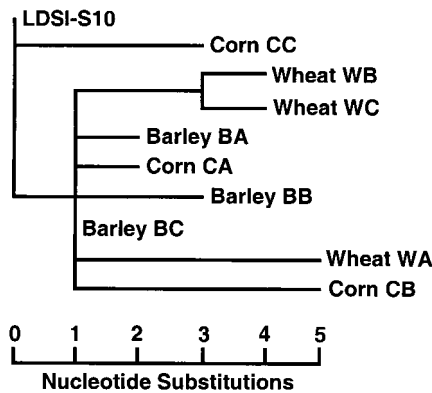 LDSI-S10
Corn CC
Wheat WB
Wheat WC
Barley BA
Corn CA
Barley BB
Barley BC
Wheat WA
Corn CB
0 1 2 3 4 5
Nucleotide Substitutions